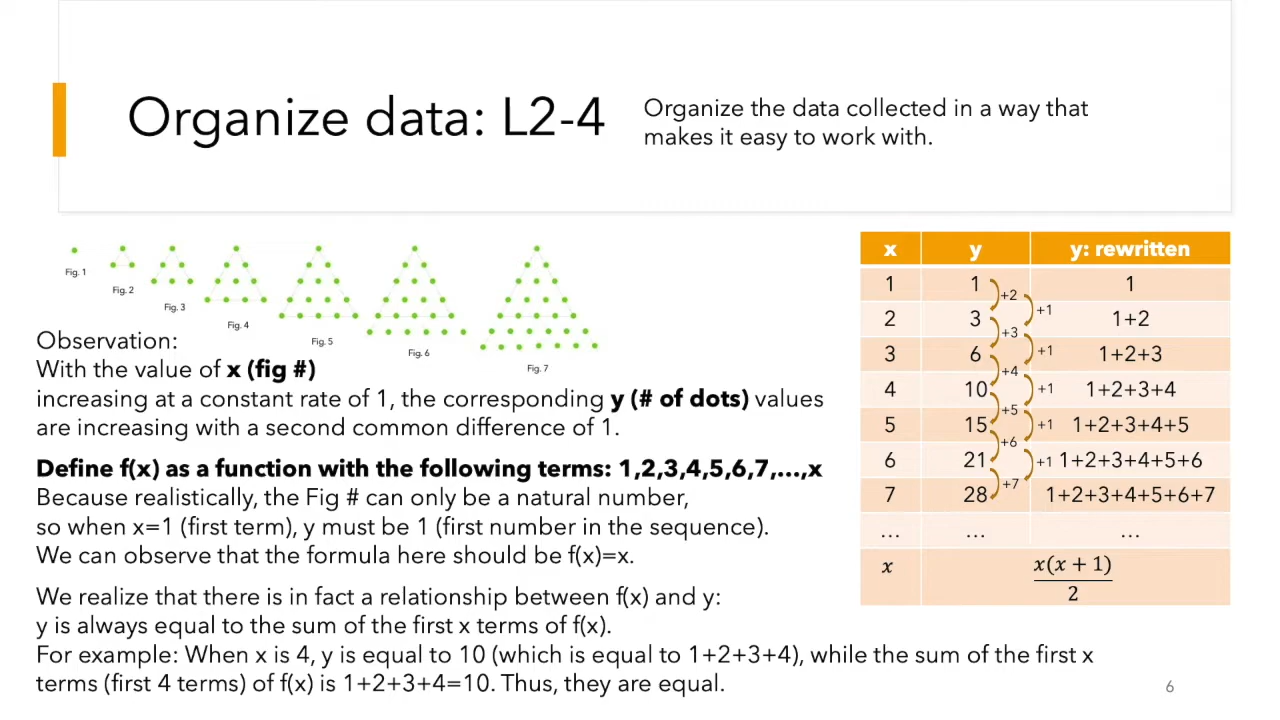 Organize data: L2-4
Organize the data collected in a way that
makes it easy to work with.
Fig. 1
Fig. 2
Fig. 3
Fig. 4
Fig. 5
Fig. 6
Fig. 7
Observation:
With the value of x (fig #)
increasing at a constant rate of 1, the corresponding y (# of dots) values
are increasing with a second common difference of 1.
Define f(x) as a function with the following terms: 1,2,3,4,5,6,7,...,x
Because realistically, the Fig # can only be a natural number,
so when x=1 (first term), y must be 1 (first number in the sequence).
We can observe that the formula here should be f(x)=x.
We realize that there is in fact a relationship between f(x) and y:
y is always equal to the sum of the first x terms of f(x).
For example: When x is 4, y is equal to 10 (which is equal to 1+2+3+4), while the sum of the first x
terms (first 4 terms) of f(x) is 1+2+3+4=10. Thus, they are equal.
x y y: rewritten
1 1 1
+2
+1
2 3 1+2
+3
+1
3 6 1+2+3
+4
+1
4 10 1+2+3+4
+5
+1
5 15 1+2+3+4+5
+6
+1
6 21 1+2+3+4+5+6
+7
7 28 1+2+3+4+5+6+7
... ... ...
x x(x + 1)
2
6